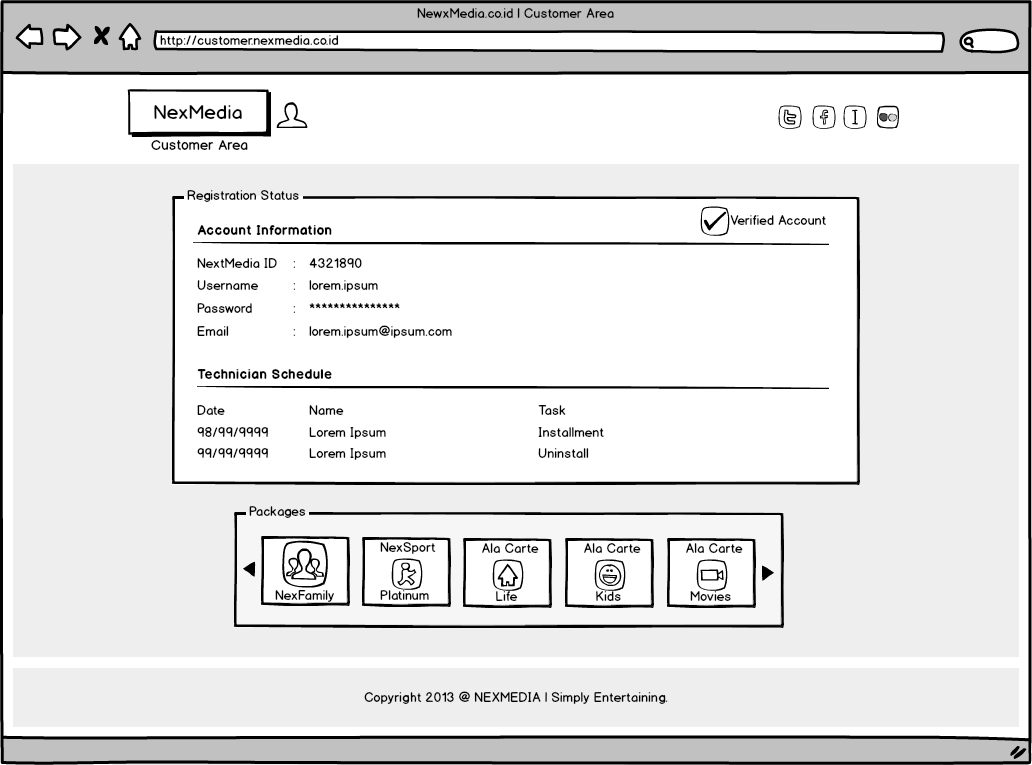 NewxMedia.co.id | Customer Area
http://customer.nexmedia.co.id
NexMedia
Customer Area
Registration Status
Account Information
Verified Account
NextMedia ID : 4321890
Username : lorem.ipsum
Password : ***************
Email : lorem.ipsum@ipsum.com
Technician Schedule
Date Name Task
98/99/9999 Lorem Ipsum Installment
99/99/9999 Lorem Ipsum Uninstall
Packages
NexFamily
NexSport
Platinum
Ala Carte
Life
Ala Carte
Kids
Ala Carte
Movies
Copyright 2013 @ NEXMEDIA | Simply Entertaining.